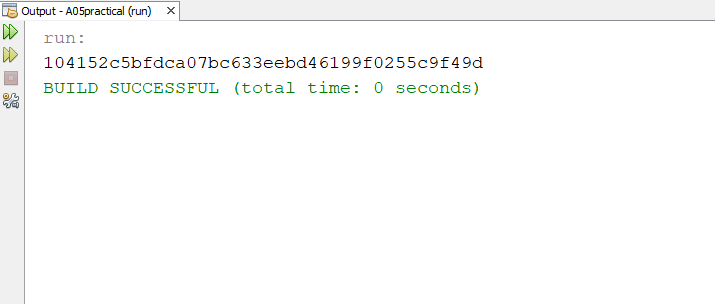 Output - A05practical (run)
run:
104152c5bfdca07bc633eebd46199f0255c9f49d
BUILD SUCCESSFUL (total time: 0 seconds)